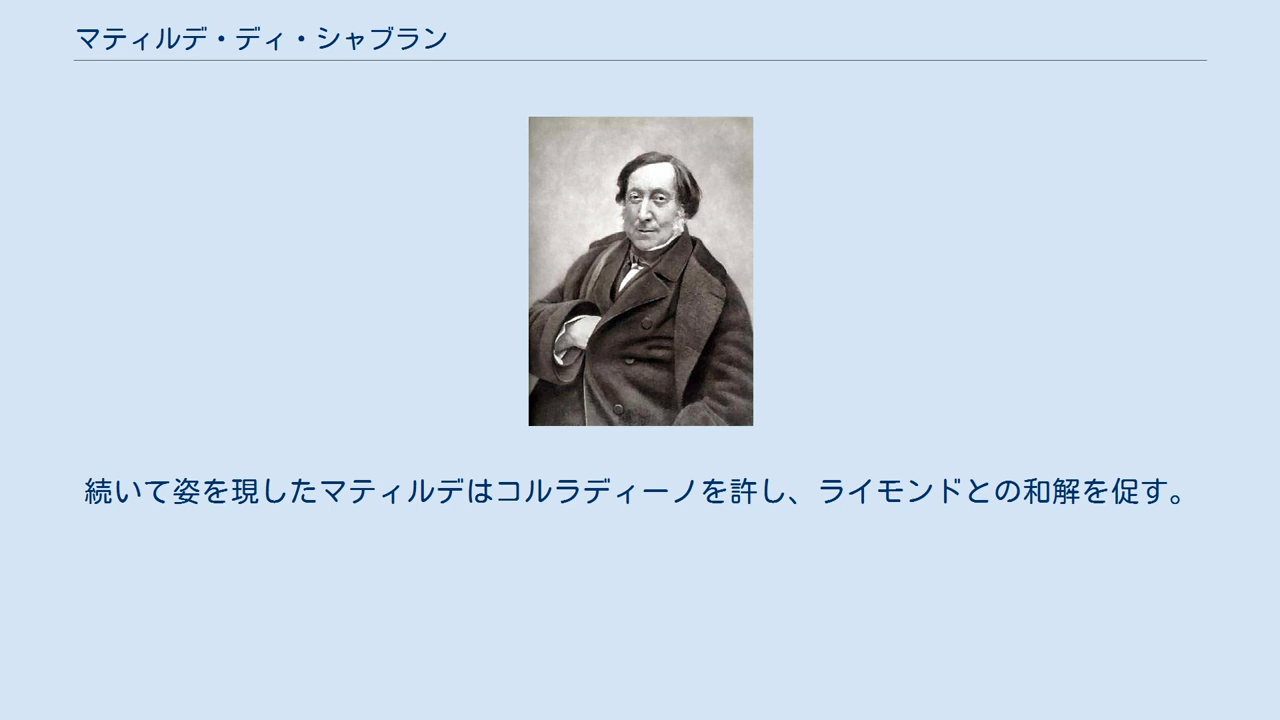 マティルデ・ディ・シャブラン
続いて姿を現したマティルデはコルラディーノを許し、ライモンドとの和解を促す。